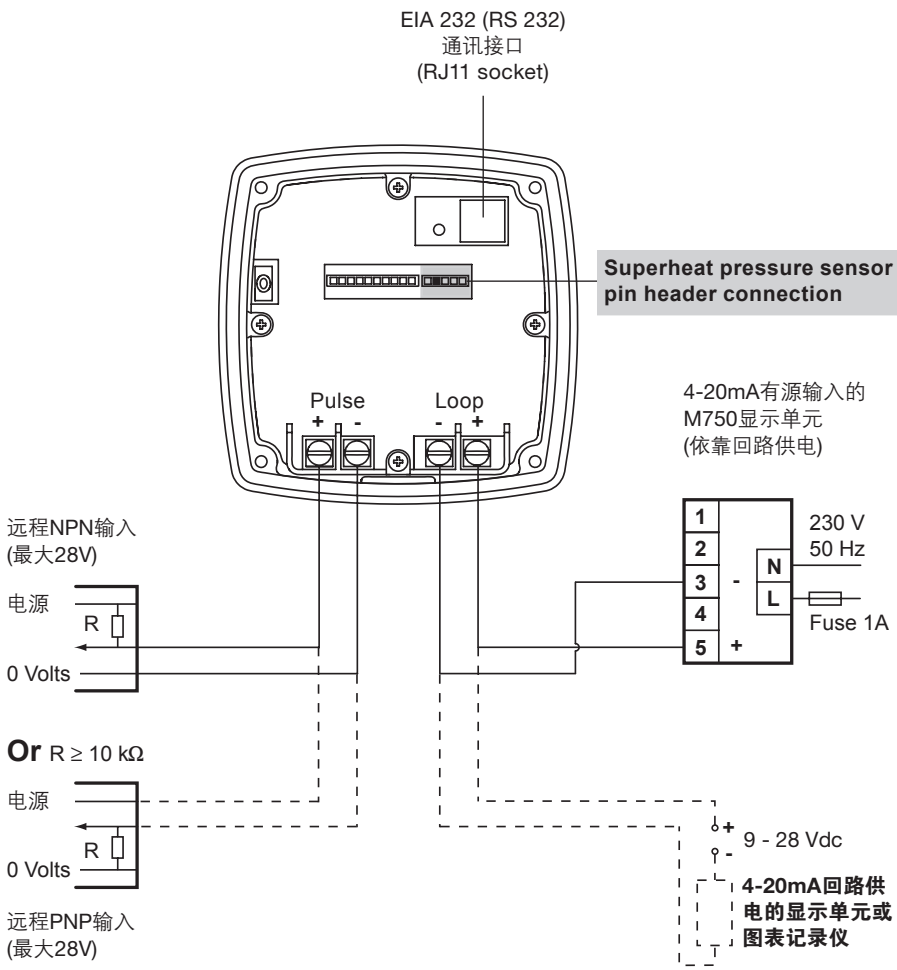 EIA 232 (RS 232)
通讯接口
(RJ11 socket)
Superheat pressure sensor
pin header connection
Pulse
+ -
Loop
- +
4-20mA有源输入的
M750显示单元
(依靠回路供电)
1
2
3 -
4
5 +
N
L
230 V
50 Hz
Fuse 1A
远程NPN输入
(最大28V)
电源
R
0 Volts
Or R ≥ 10 kΩ
电源
R
0 Volts
远程PNP输入
(最大28V)
+
-
9 - 28 Vdc
4-20mA回路供
电的显示单元或
图表记录仪